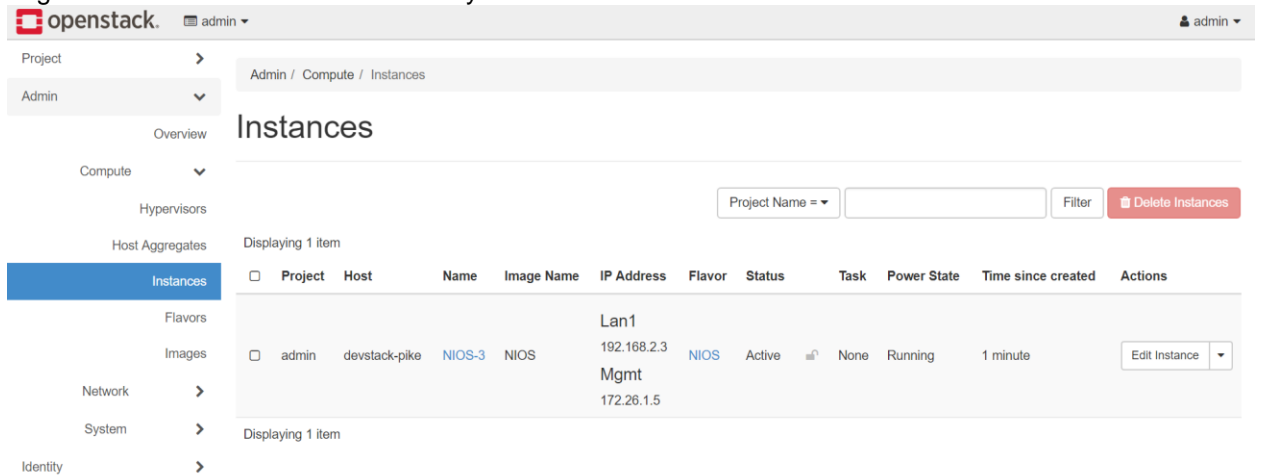 openstack. admin admin
Project
Admin / Compute / Instances
Admin
Overview
Instances
Compute
Project Name = Filter Delete Instances
Hypervisors
Host Aggregates
Displaying 1 item
Instances
Project Host Name Image Name IP Address Flavor Status Task Power State Time since created Actions
Flavors
Images
admin devstack-pike NIOS-3 NIOS Lan1 192.168.2.3 Mgmt 172.26.1.5 NIOS Active None Running 1 minute Edit Instance
Network
System
Displaying 1 item
Identity